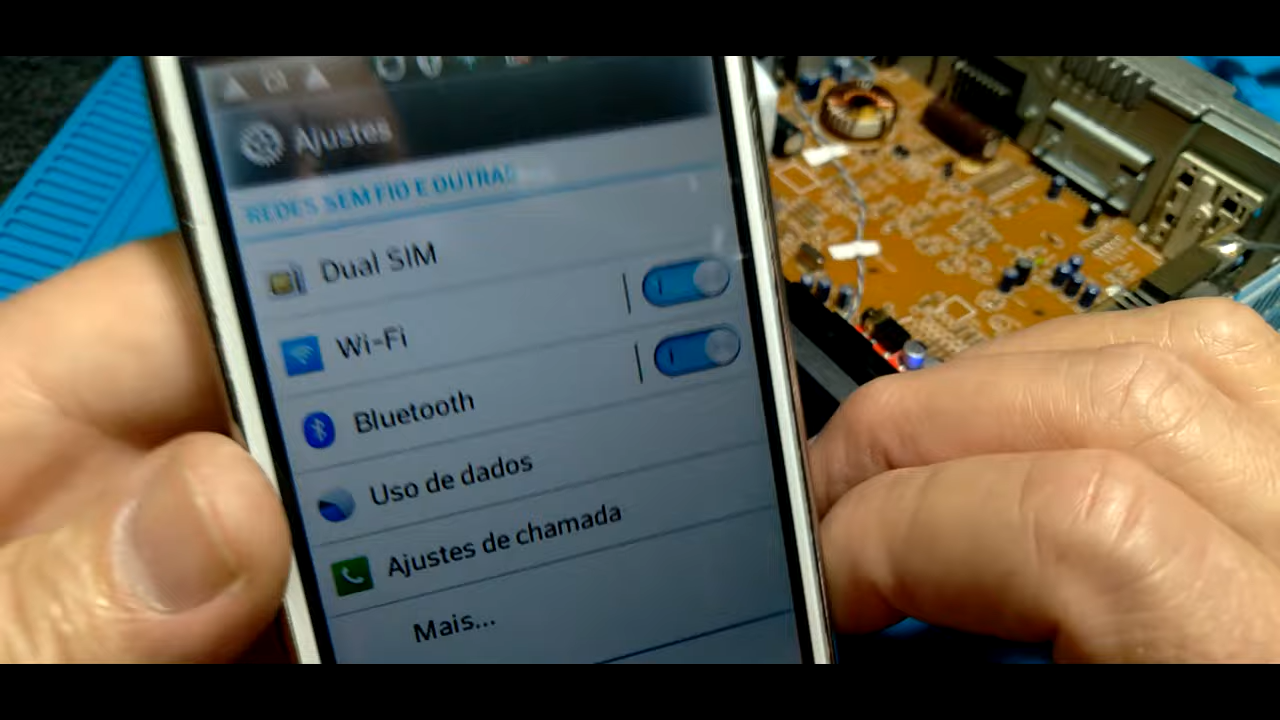 Ajustes
REDES SEM FIO E OUTRAS
Dual SIM
Wi-Fi
Bluetooth
Uso de dados
Ajustes de chamada
Mais...